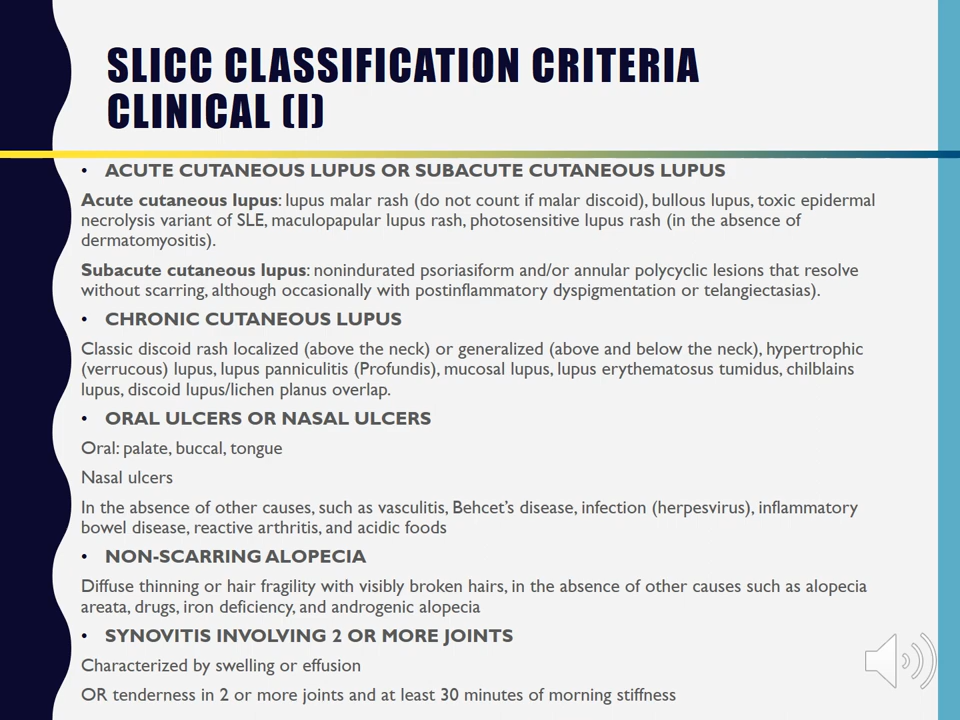 SLICC CLASSIFICATION CRITERIA
CLINICAL (I)
• ACUTE CUTANEOUS LUPUS OR SUBACUTE CUTANEOUS LUPUS
Acute cutaneous lupus: lupus malar rash (do not count if malar discoid), bullous lupus, toxic epidermal
necrolysis variant of SLE, maculopapular lupus rash, photosensitive lupus rash (in the absence of
dermatomyositis).
Subacute cutaneous lupus: nonindurated psoriasiform and/or annular polycyclic lesions that resolve
without scarring, although occasionally with postinflammatory dyspigmentation or telangiectasias).
• CHRONIC CUTANEOUS LUPUS
Classic discoid rash localized (above the neck) or generalized (above and below the neck), hypertrophic
(verrucous) lupus, lupus panniculitis (Profundis), mucosal lupus, lupus erythematosus tumidus, chilblains
lupus, discoid lupus/lichen planus overlap.
• ORAL ULCERS OR NASAL ULCERS
Oral: palate, buccal, tongue
Nasal ulcers
In the absence of other causes, such as vasculitis, Behcet's disease, infection (herpesvirus), inflammatory
bowel disease, reactive arthritis, and acidic foods
• NON-SCARRING ALOPECIA
Diffuse thinning or hair fragility with visibly broken hairs, in the absence of other causes such as alopecia
areata, drugs, iron deficiency, and androgenic alopecia
• SYNOVITIS INVOLVING 2 OR MORE JOINTS
Characterized by swelling or effusion
OR tenderness in 2 or more joints and at least 30 minutes of morning stiffness